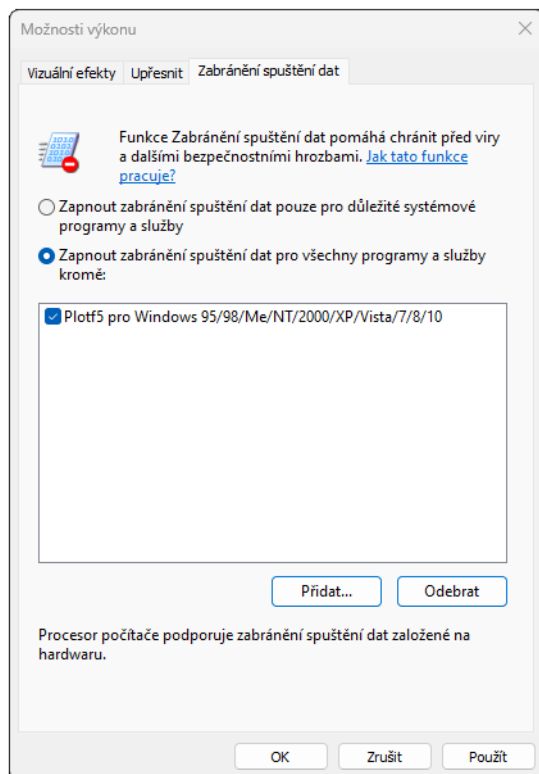 Možnosti výkonu
Vizuální efekty
Upřesnit
Zabránění spuštění dat
Funkce Zabránění spuštění dat pomáhá chránit před viry
a dalšími bezpečnostními hrozbami. Jak tato funkce
pracuje?
Zapnout zabránění spuštění dat pouze pro důležité systémové
programy a služby
Zapnout zabránění spuštění dat pro všechny programy a služby
kromě:
Plotf5 pro Windows 95/98/Me/NT/2000/XP/Vista/7/8/10
Přidat...
Odebrat
Procesor počítače podporuje zabránění spuštění dat založené na
hardwaru.
OK
Zrušit
Použít